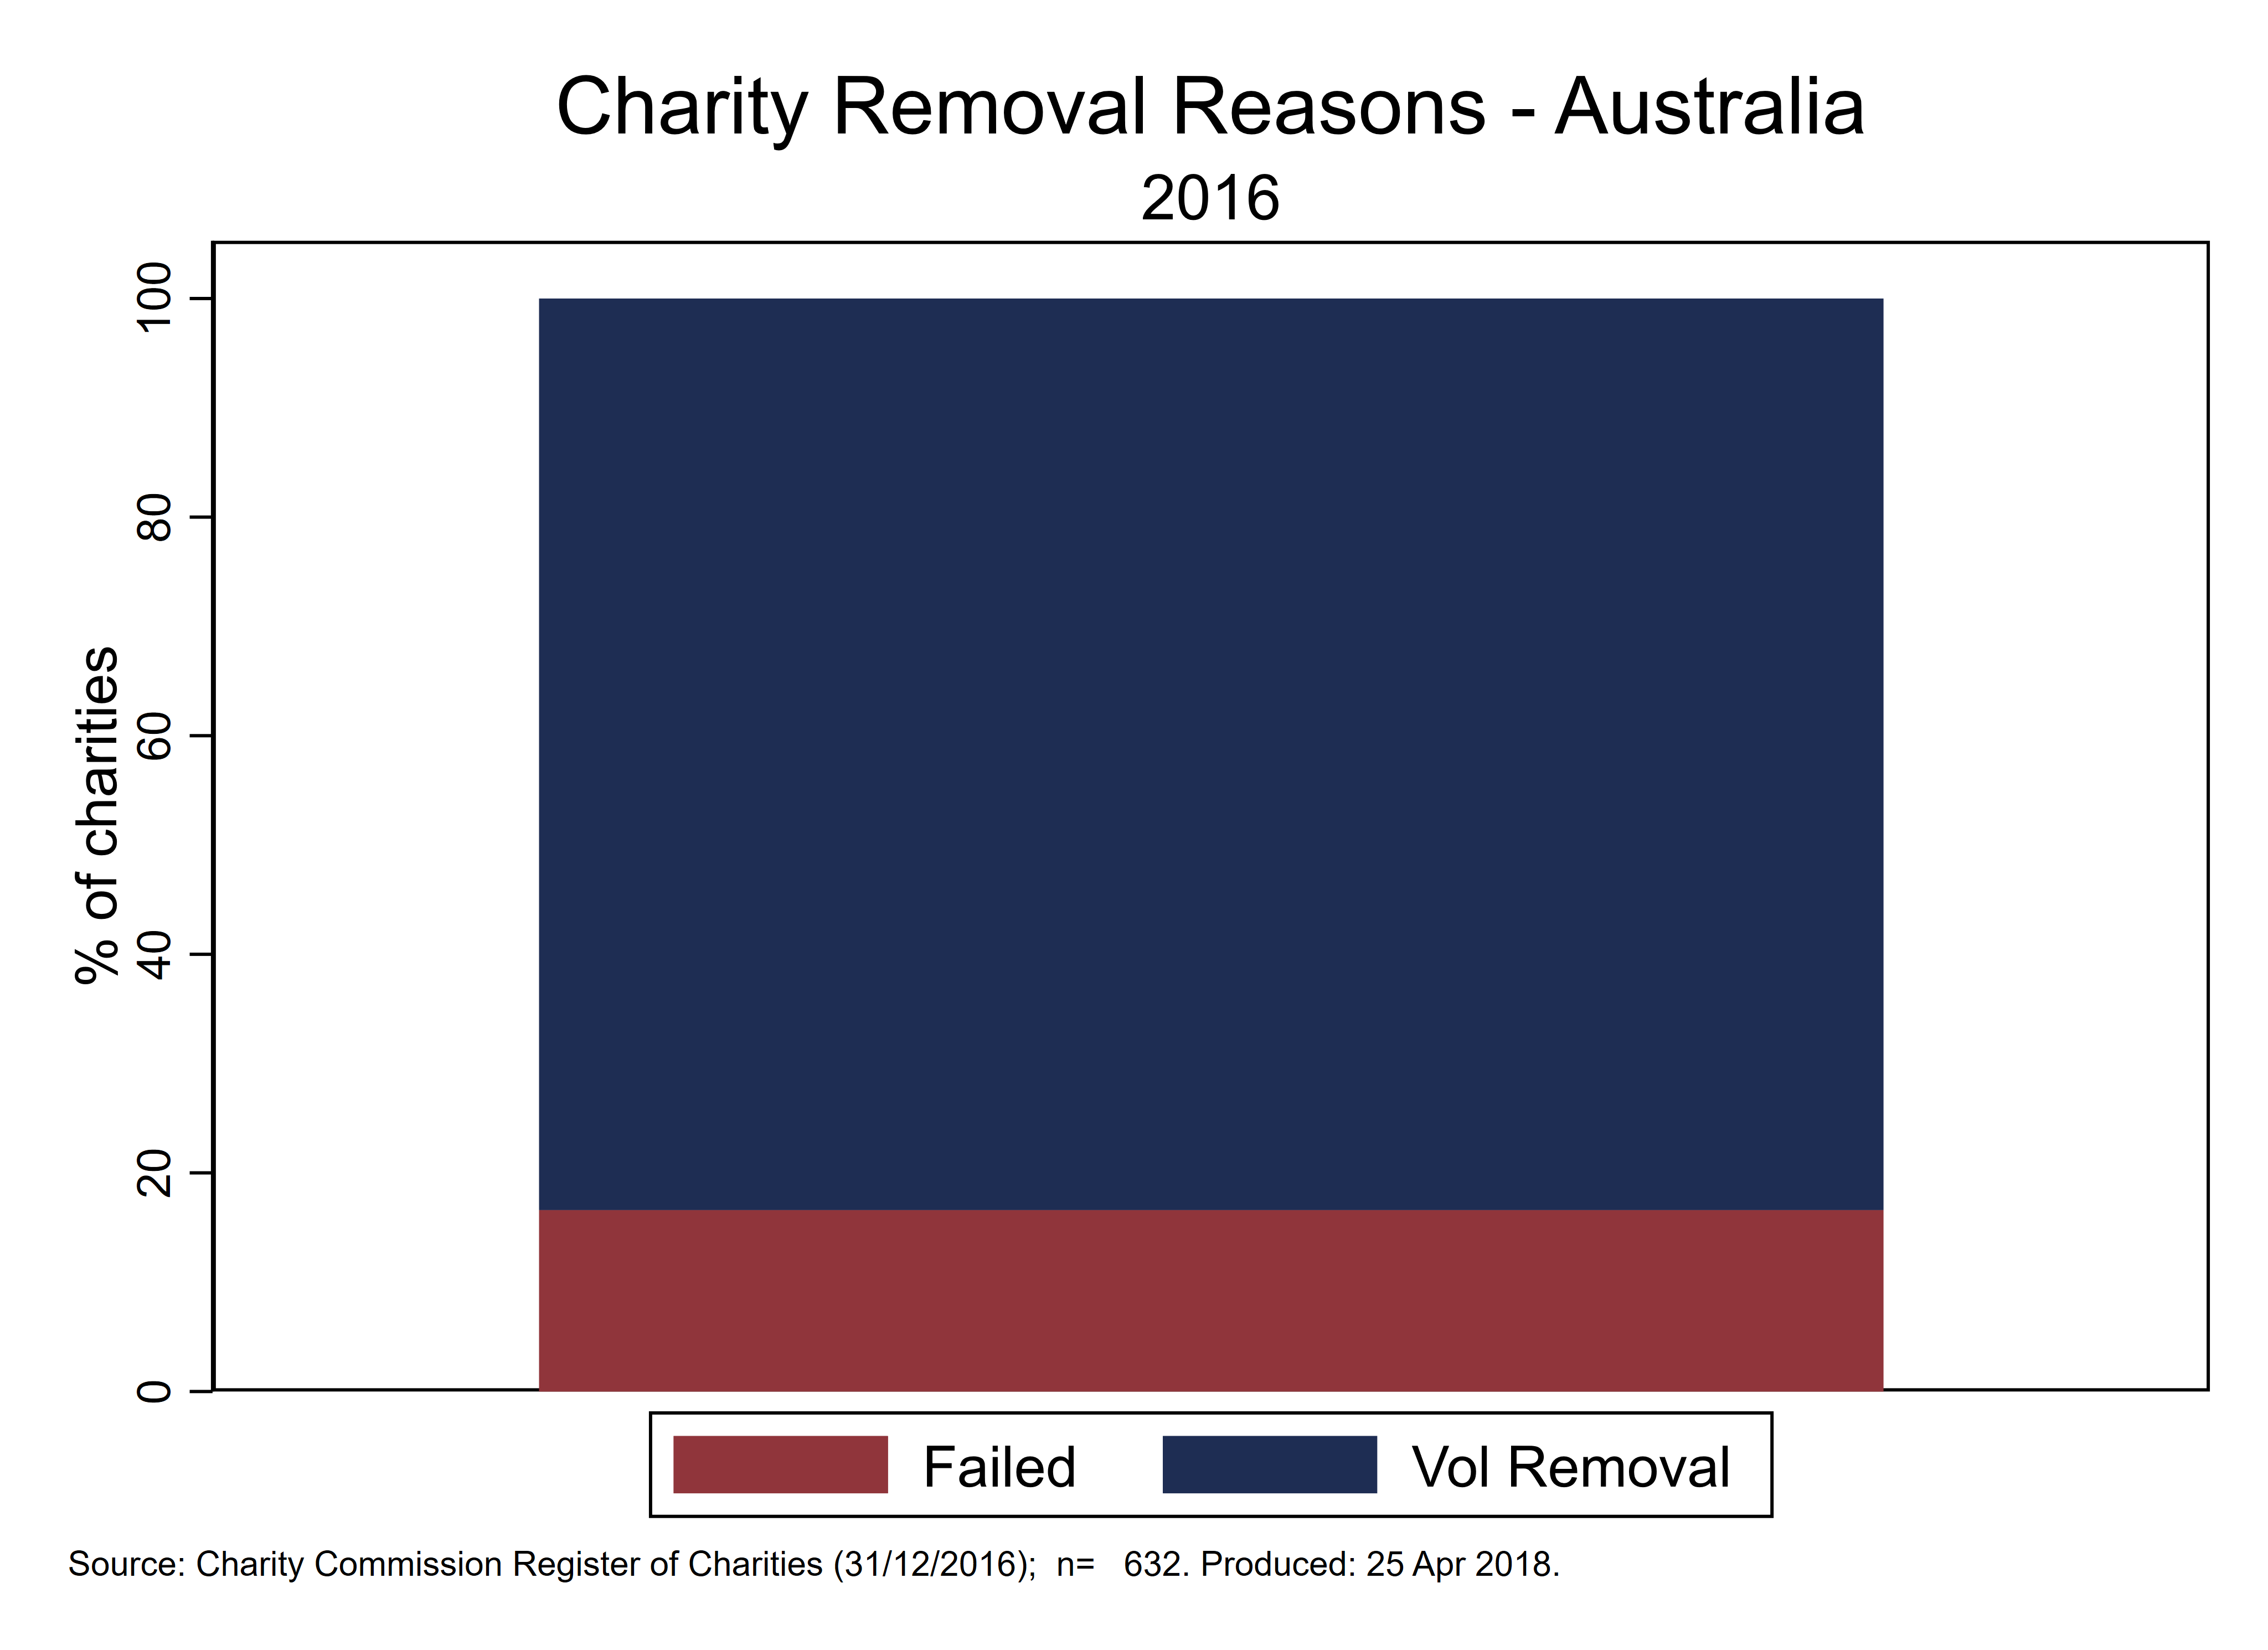 Charity Removal Reasons - Australia
2016
% of charities
100
80
60
40
20
0
Failed
Vol Removal
Source: Charity Commission Register of Charities (31/12/2016);  n=   632. Produced: 25 Apr 2018.